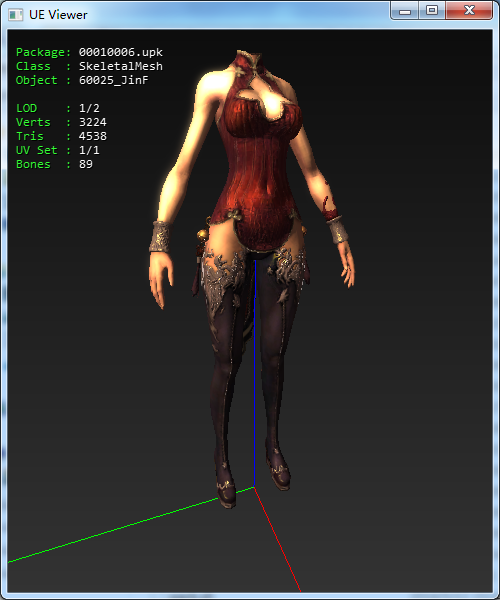 UE Viewer
Package: 00010006.upk
Class : SkeletalMesh
Object : 60025_JinF
LOD : 1/2
Verts : 3224
Tris : 4538
UV Set : 1/1
Bones : 89